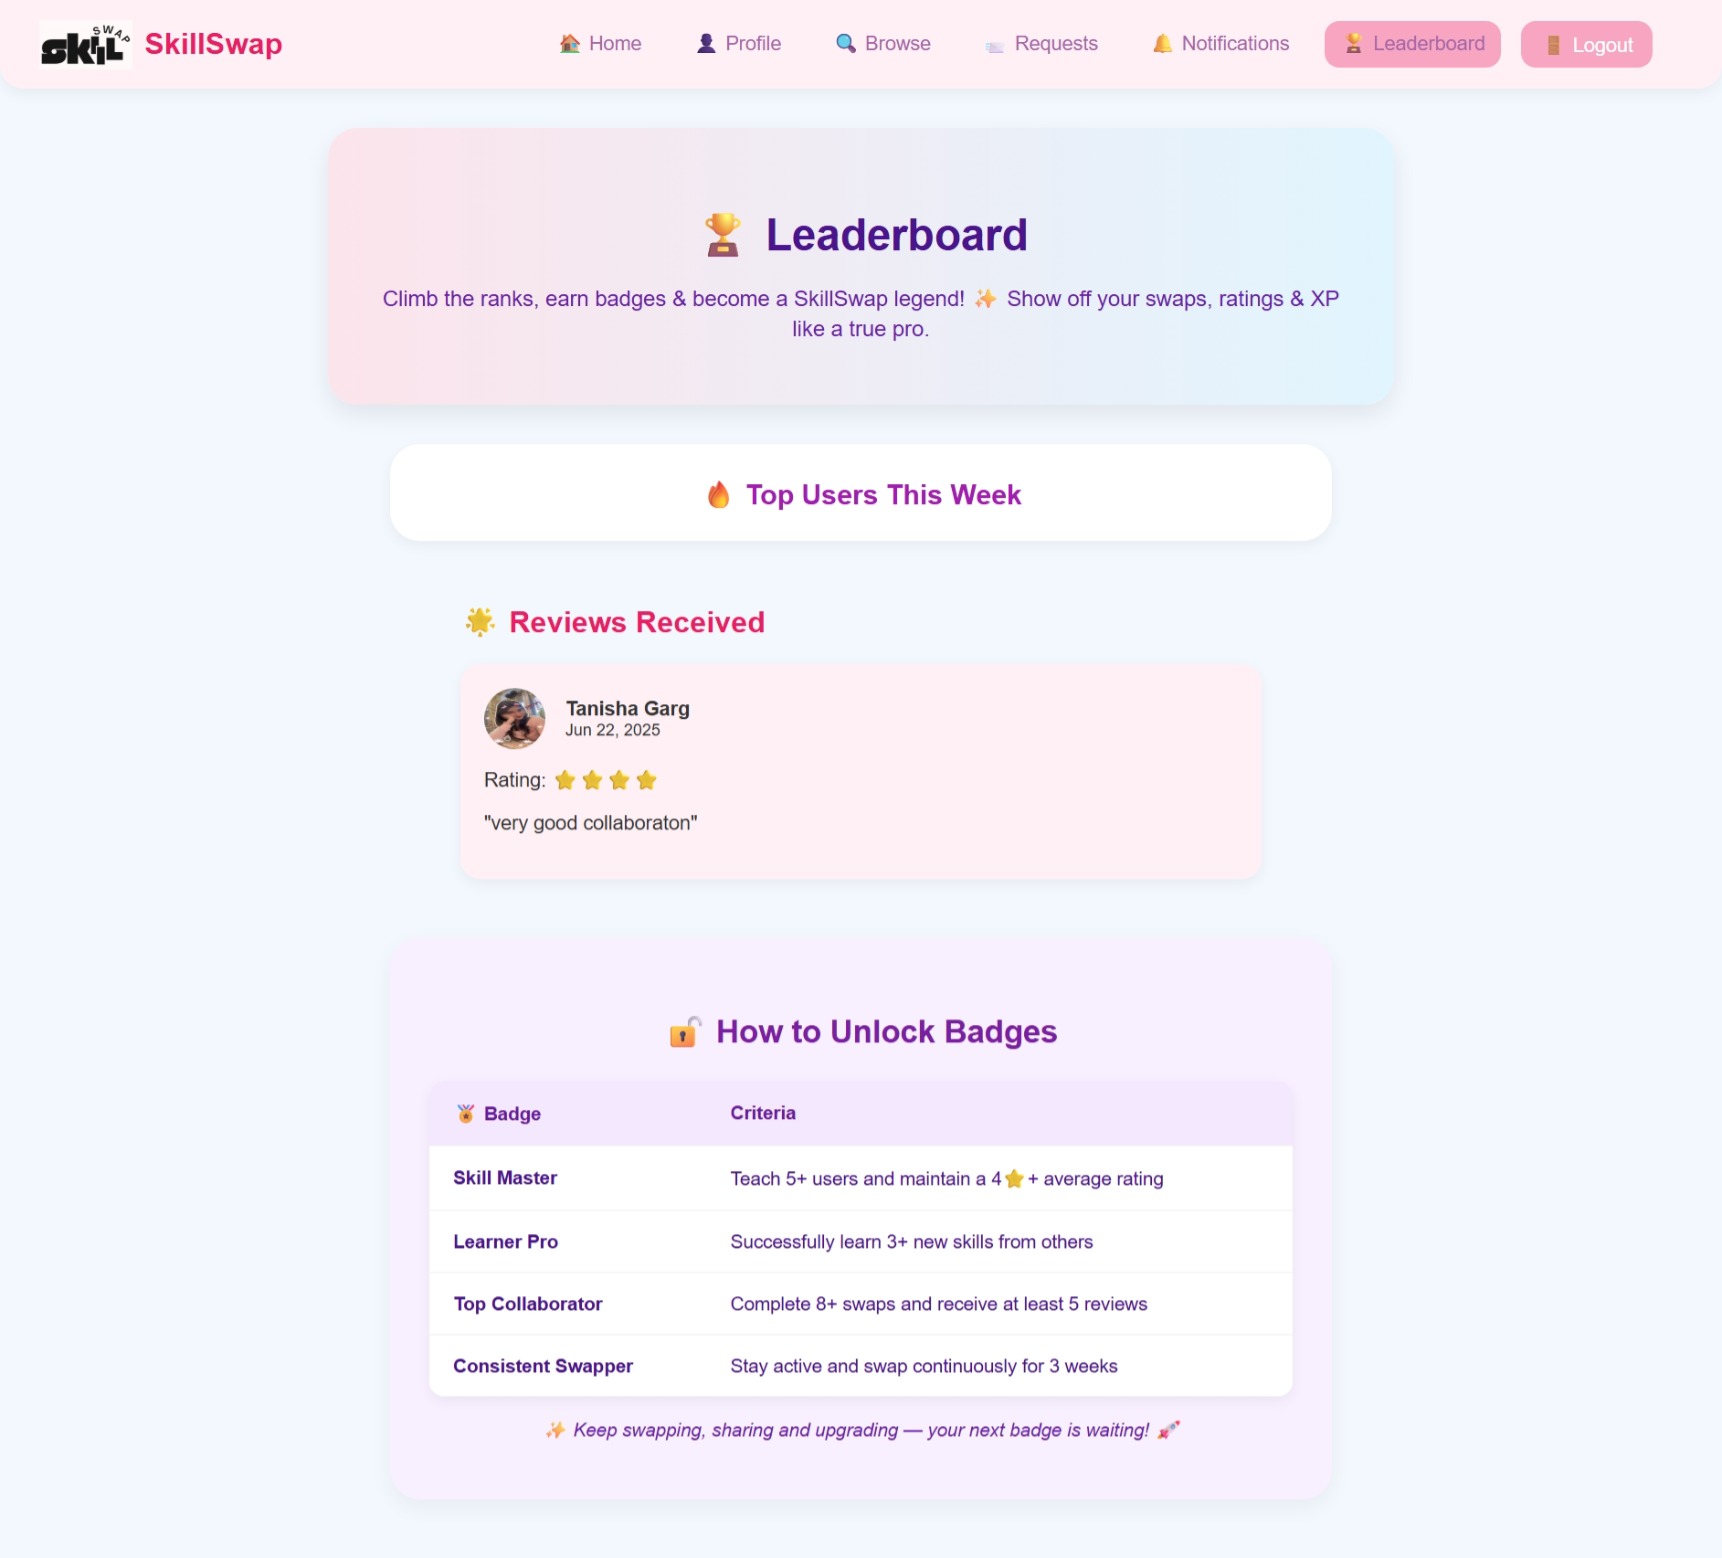 SKILL SWAP
SkillSwap
🏠 Home
👤 Profile
🔍 Browse
📨 Requests
🔔 Notifications
🏆 Leaderboard
🚪 Logout
🏆 Leaderboard
Climb the ranks, earn badges & become a SkillSwap legend! ✨ Show off your swaps, ratings & XP
like a true pro.
🔥 Top Users This Week
🌟 Reviews Received
Tanisha Garg
Jun 22, 2025
Rating: ⭐⭐⭐⭐
"very good collaboraton"
🔓 How to Unlock Badges
🏅 Badge Criteria
Skill Master Teach 5+ users and maintain a 4⭐+ average rating
Learner Pro Successfully learn 3+ new skills from others
Top Collaborator Complete 8+ swaps and receive at least 5 reviews
Consistent Swapper Stay active and swap continuously for 3 weeks
✨ Keep swapping, sharing and upgrading — your next badge is waiting! 🚀